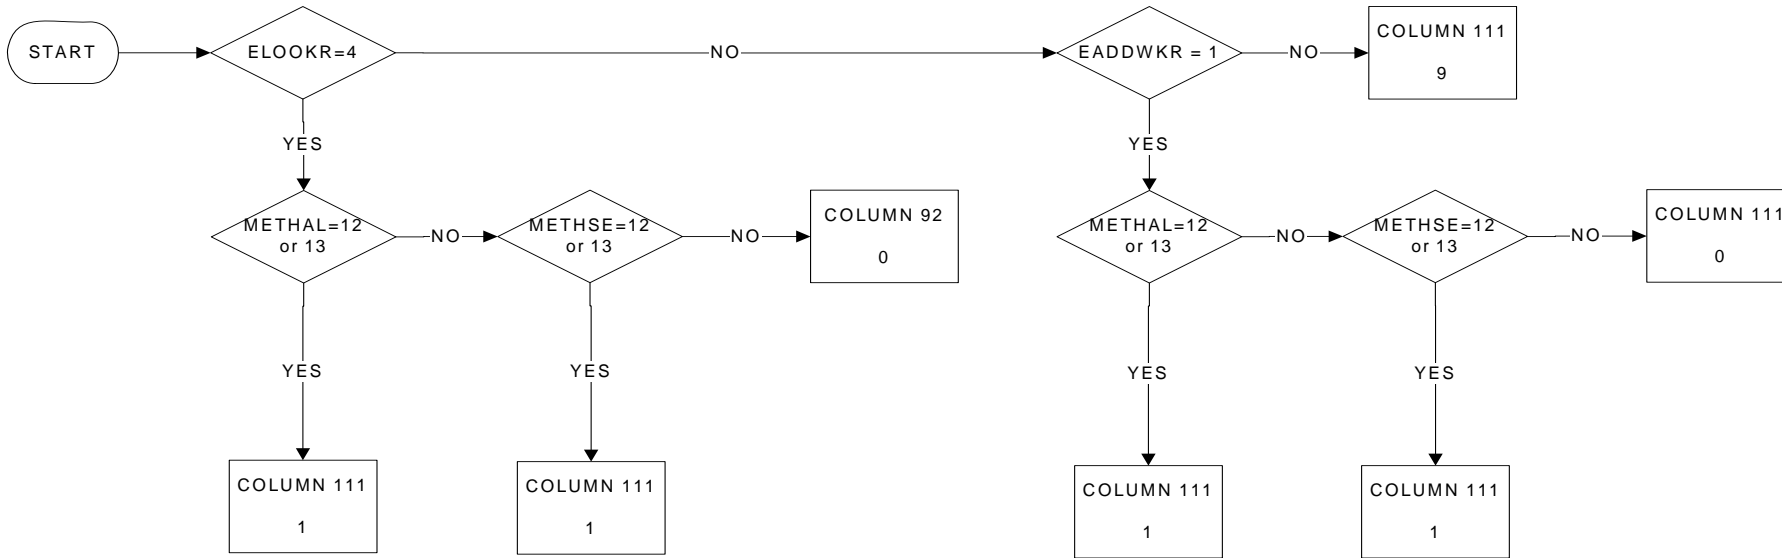 START
ELOOKR=4
NO
EADDWKR = 1
NO
COLUMN 111
9
YES
YES
METHAL=12
or 13
NO
METHSE=12
or 13
NO
COLUMN 92
0
METHAL=12
or 13
NO
METHSE=12
or 13
NO
COLUMN 111
0
YES
YES
YES
YES
COLUMN 111
1
COLUMN 111
1
COLUMN 111
1
COLUMN 111
1